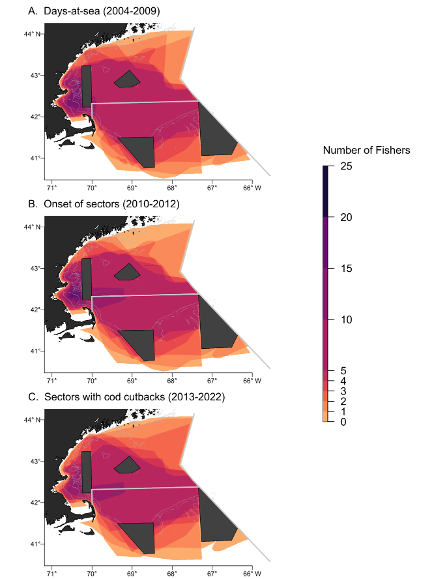 A. Days-at-sea (2004-2009)
44° N
43°
42°
41°
71° 70° 69° 68° 67° 66° W
B. Onset of sectors (2010-2012)
44° N
43°
42°
41°
71° 70° 69° 68° 67° 66° W
C. Sectors with cod cutbacks (2013-2022)
44° N
43°
42°
41°
71° 70° 69° 68° 67° 66° W
Number of Fishers
25
20
15
10
5
4
3
2
1
0